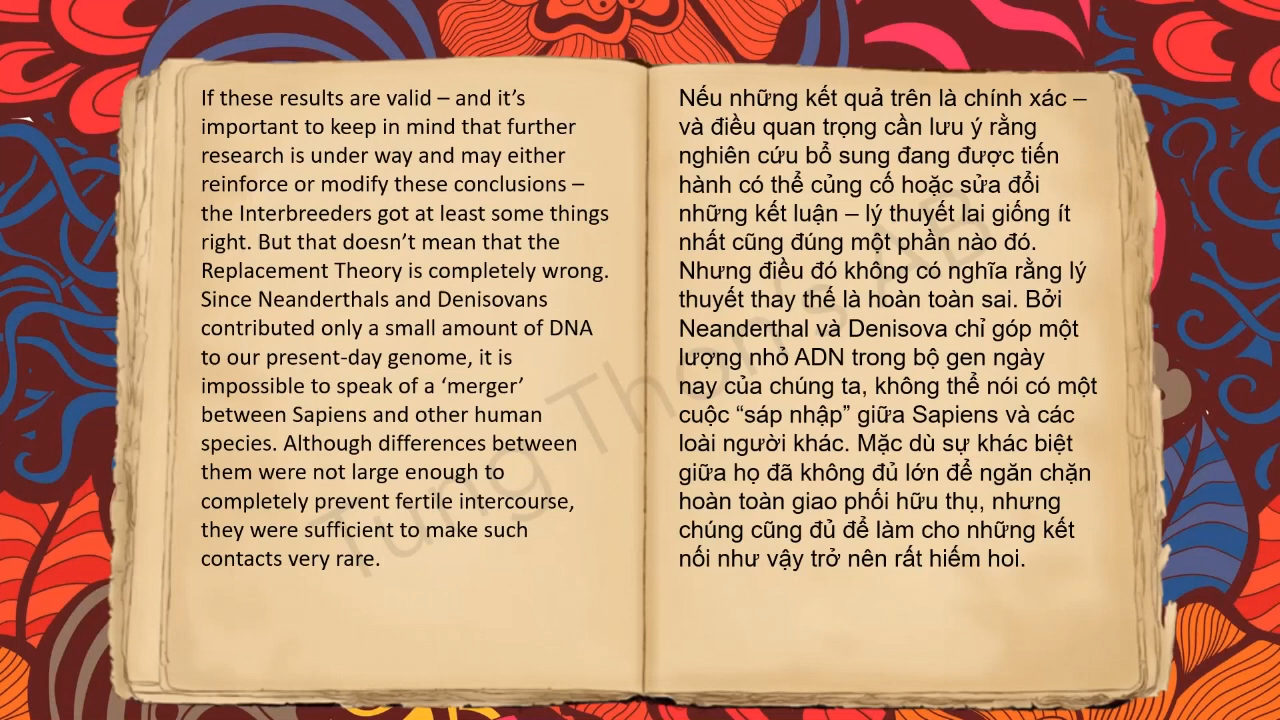 If these results are valid – and it’s
important to keep in mind that further
research is under way and may either
reinforce or modify these conclusions –
the Interbreeders got at least some things
right. But that doesn’t mean that the
Replacement Theory is completely wrong.
Since Neanderthals and Denisovans
contributed only a small amount of DNA
to our present-day genome, it is
impossible to speak of a ‘merger’
between Sapiens and other human
species. Although differences between
them were not large enough to
completely prevent fertile intercourse,
they were sufficient to make such
contacts very rare.
Nếu những kết quả trên là chính xác –
và điều quan trọng cần lưu ý rằng
nghiên cứu bổ sung đang được tiến
hành có thể củng cố hoặc sửa đổi
những kết luận – lý thuyết lai giống ít
nhất cũng đúng một phần nào đó.
Nhưng điều đó không có nghĩa rằng lý
thuyết thay thế là hoàn toàn sai. Bởi
Neanderthal và Denisova chỉ góp một
lượng nhỏ ADN trong bộ gen ngày
nay của chúng ta, không thể nói có một
cuộc “sáp nhập” giữa Sapiens và các
loài người khác. Mặc dù sự khác biệt
giữa họ đã không đủ lớn để ngăn chặn
hoàn toàn giao phối hữu thụ, nhưng
chúng cũng đủ để làm cho những kết
nối như vậy trở nên rất hiếm hoi.